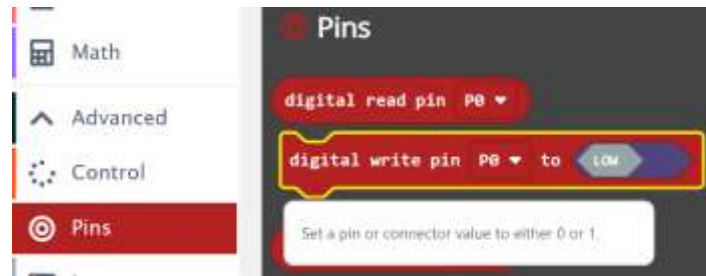 Math
Advanced
Control
Pins
Pins
digital read pin P0
digital write pin P0 to LOW
Set a pin or connector value to either 0 or 1.